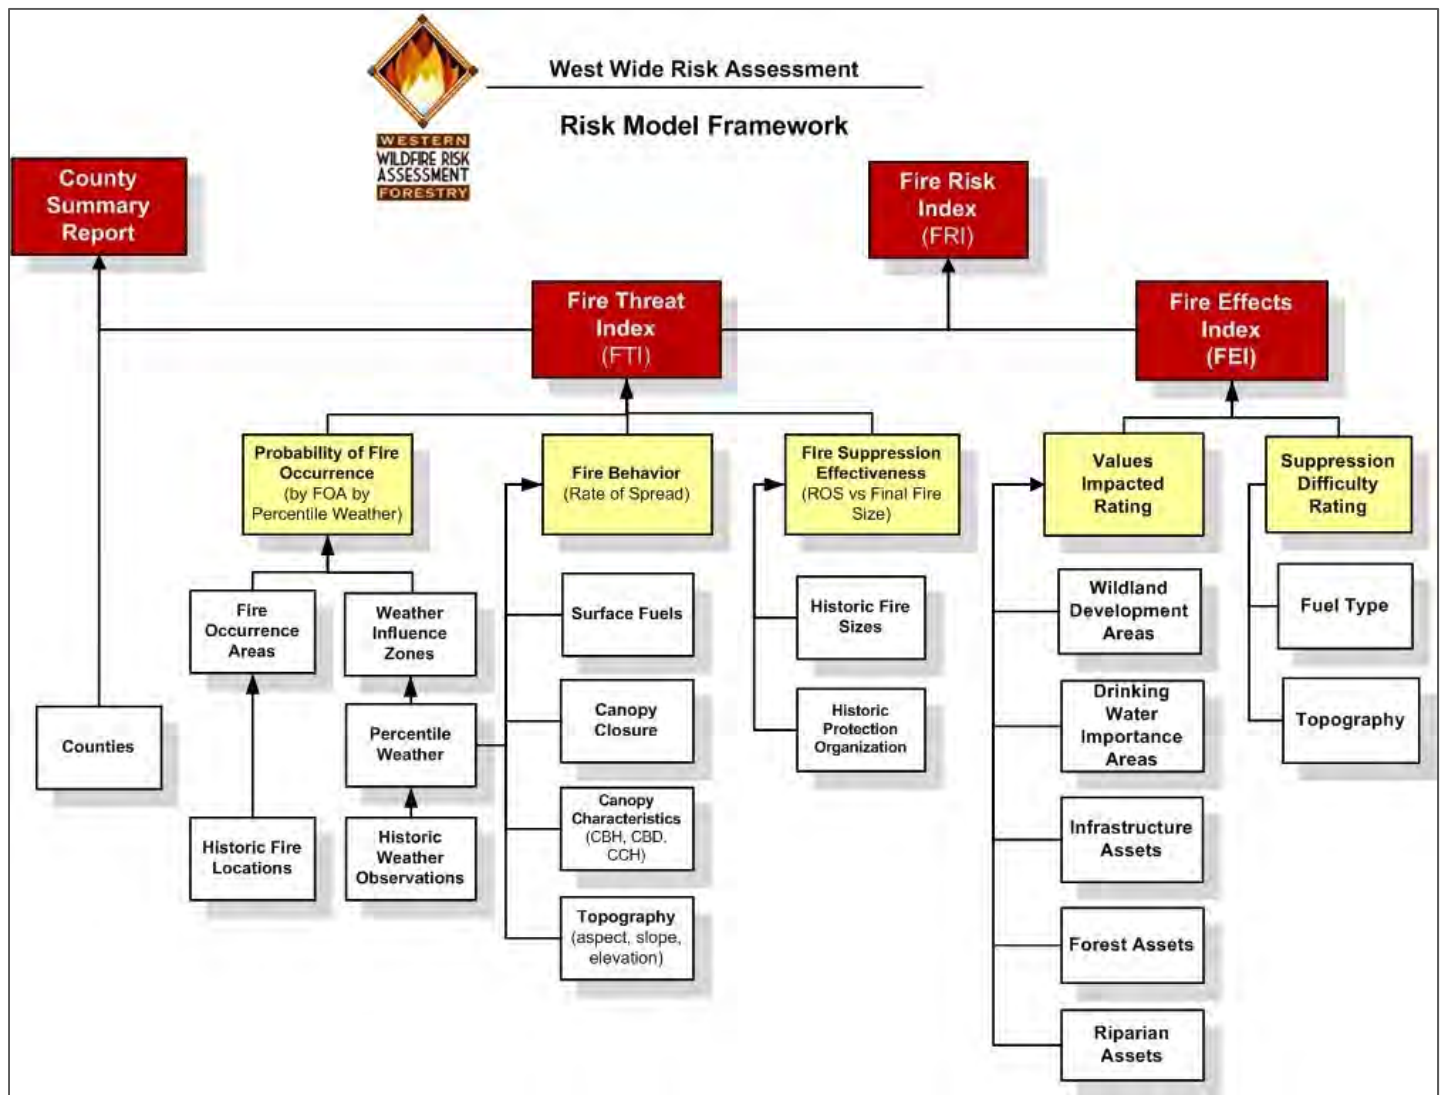 West Wide Risk Assessment
Risk Model Framework
WESTERN
WILDFIRE RISK
ASSESSMENT
FORESTRY
County
Summary
Report
Fire Risk
Index
(FRI)
Fire Threat
Index
(FTI)
Fire Effects
Index
(FEI)
Probability of Fire
Occurrence
(by FOA by
Percentile Weather)
Fire Behavior
(Rate of Spread)
Fire Suppression
Effectiveness
(ROS vs Final Fire
Size)
Values
Impacted
Rating
Suppression
Difficulty
Rating
Fire
Occurrence
Areas
Weather
Influence
Zones
Surface Fuels
Historic Fire
Sizes
Wildland
Development
Areas
Fuel Type
Counties
Percentile
Weather
Canopy
Closure
Historic
Protection
Organization
Drinking
Water
Importance
Areas
Topography
Historic Fire
Locations
Historic
Weather
Observations
Canopy
Characteristics
(CBH, CBD,
CCH)
Infrastructure
Assets
Topography
(aspect, slope,
elevation)
Forest Assets
Riparian
Assets